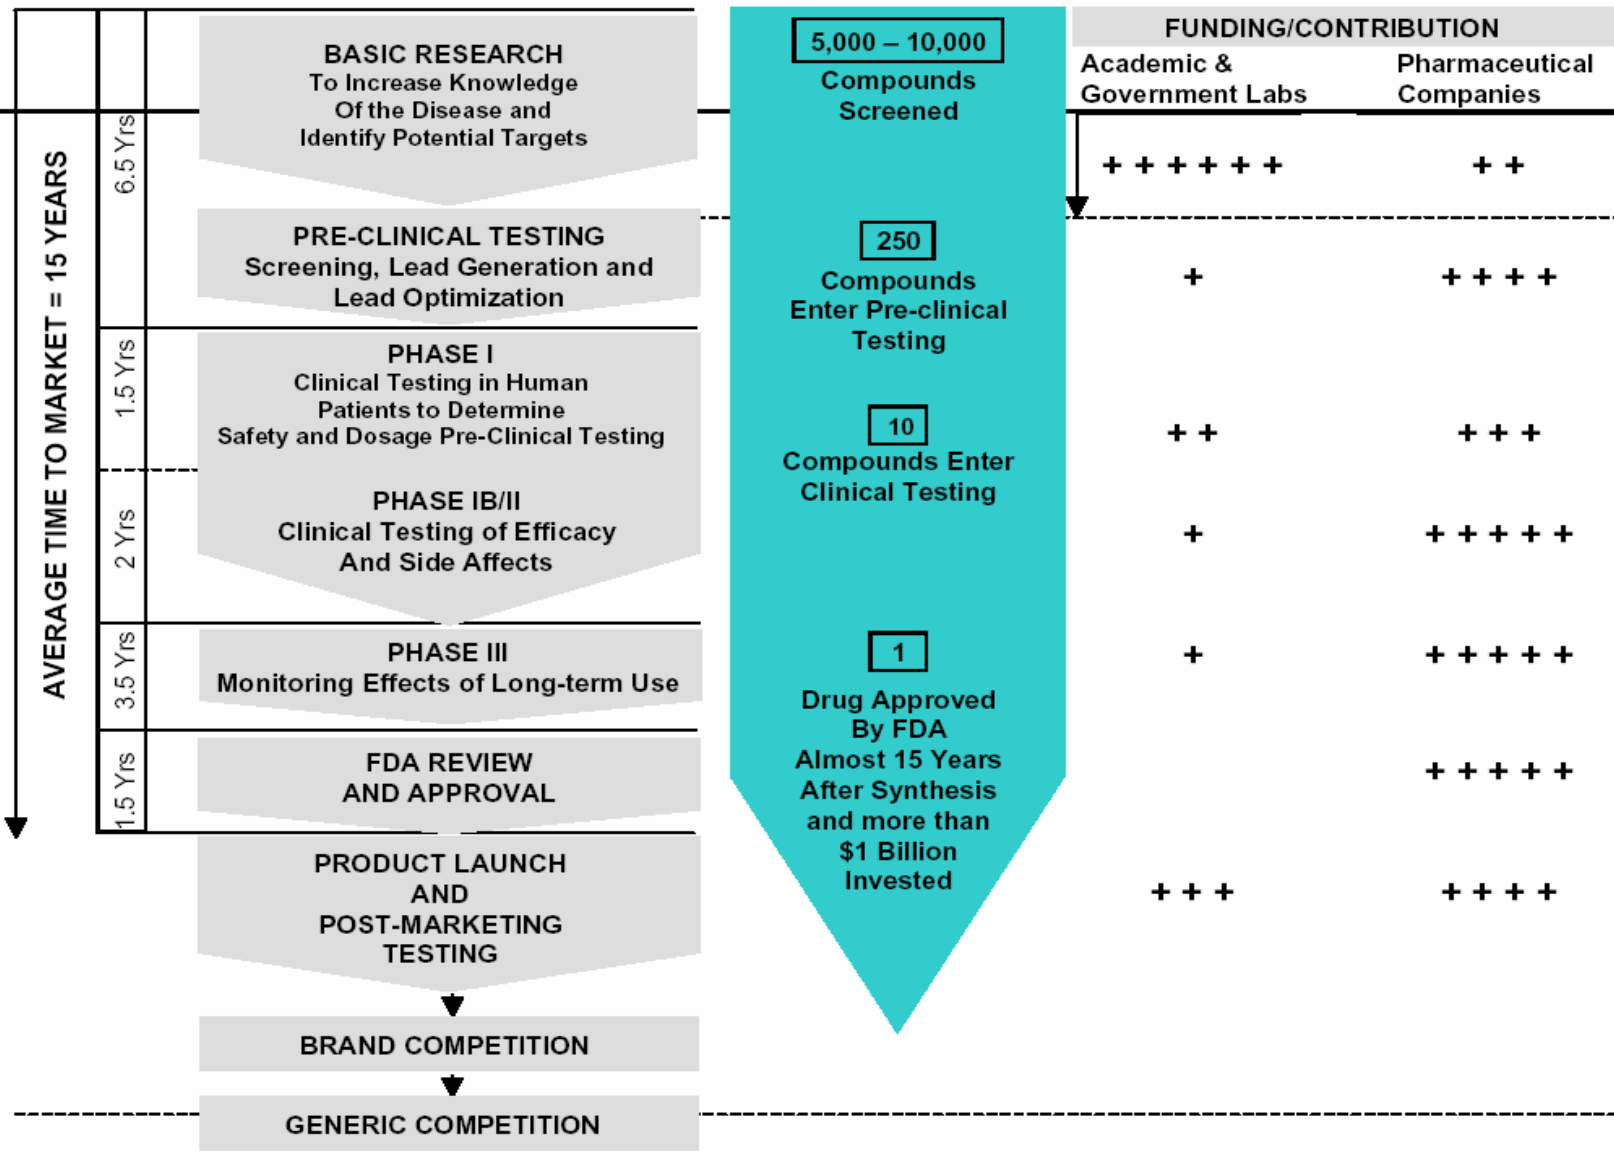 AVERAGE TIME TO MARKET = 15 YEARS
6.5 Yrs
1.5 Yrs
2 Yrs
3.5 Yrs
1.5 Yrs
BASIC RESEARCH
To Increase Knowledge
Of the Disease and
Identify Potential Targets
PRE-CLINICAL TESTING
Screening, Lead Generation and
Lead Optimization
PHASE I
Clinical Testing in Human
Patients to Determine
Safety and Dosage Pre-Clinical Testing
PHASE IB/II
Clinical Testing of Efficacy
And Side Affects
PHASE III
Monitoring Effects of Long-term Use
FDA REVIEW
AND APPROVAL
PRODUCT LAUNCH
AND
POST-MARKETING
TESTING
BRAND COMPETITION
GENERIC COMPETITION
5,000 – 10,000
Compounds
Screened
250
Compounds
Enter Pre-clinical
Testing
10
Compounds Enter
Clinical Testing
1
Drug Approved
By FDA
Almost 15 Years
After Synthesis
and more than
$1 Billion
Invested
FUNDING/CONTRIBUTION
Academic &
Government Labs
Pharmaceutical
Companies
+ + + + + +
+ +
+
+ + + +
+ +
+ + +
+
+ + + + +
+
+ + + + +
+ + + + +
+ + +
+ + + +